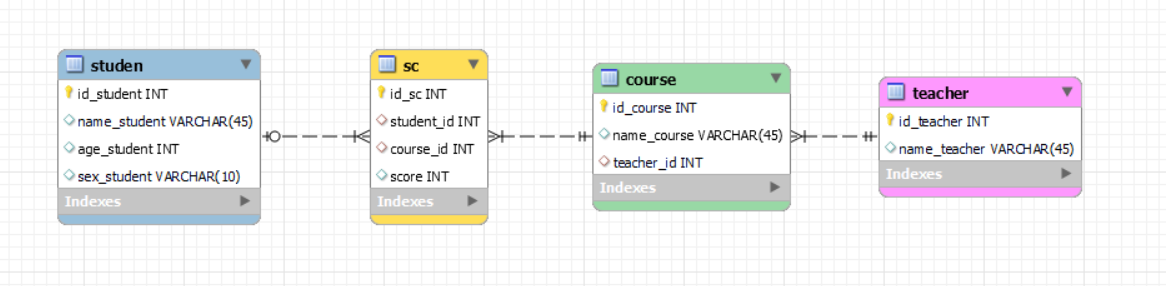 studen
id_student INT
name_student VARCHAR(45)
age_student INT
sex_student VARCHAR(10)
Indexes
sc
id_sc INT
student_id INT
course_id INT
score INT
Indexes
course
id_course INT
name_course VARCHAR(45)
teacher_id INT
Indexes
teacher
id_teacher INT
name_teacher VARCHAR(45)
Indexes